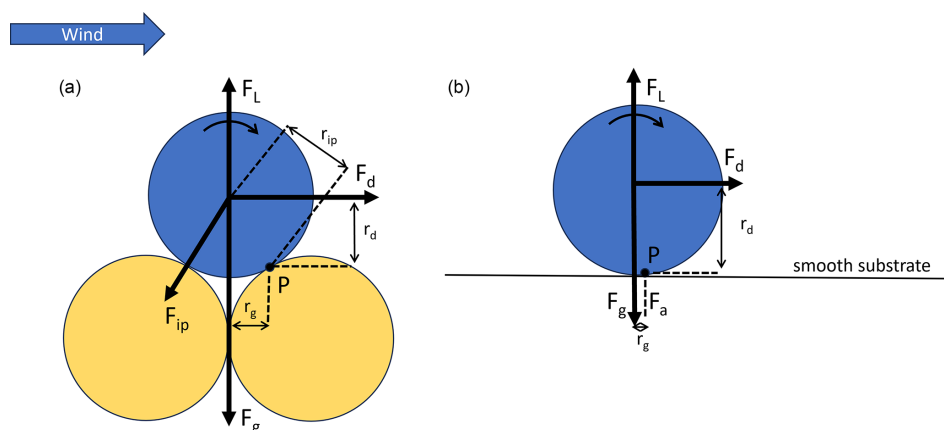 Wind
(a)
F_L
r_ip
F_d
r_d
P
r_g
F_ip
F_g
(b)
F_L
F_d
r_d
P
smooth substrate
F_g
F_a
r_g